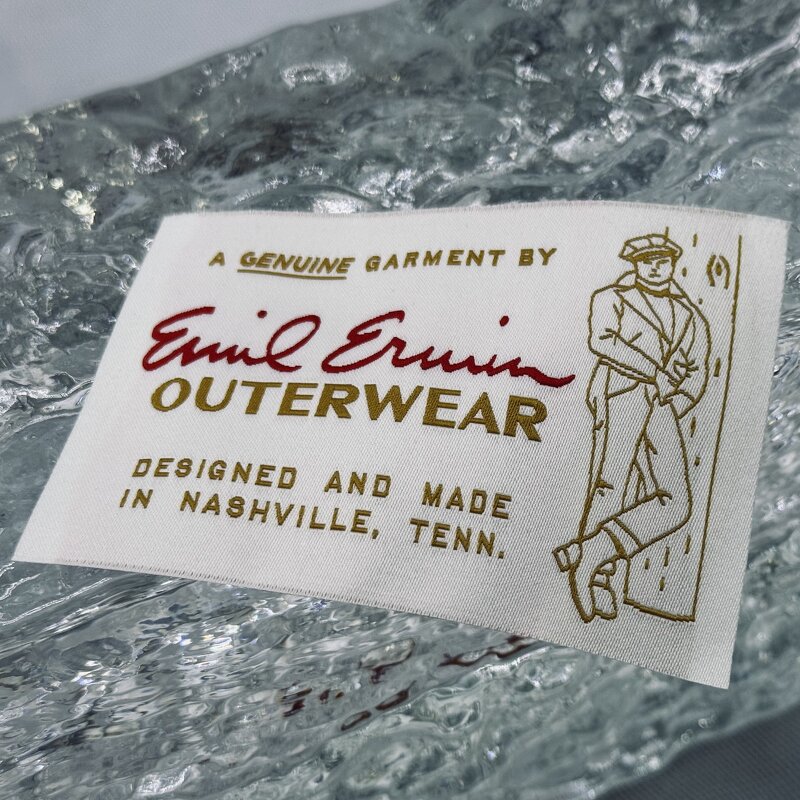 A GENUINE GARMENT BY
Emil Erwin
OUTERWEAR
DESIGNED AND MADE
IN NASHVILLE, TENN.